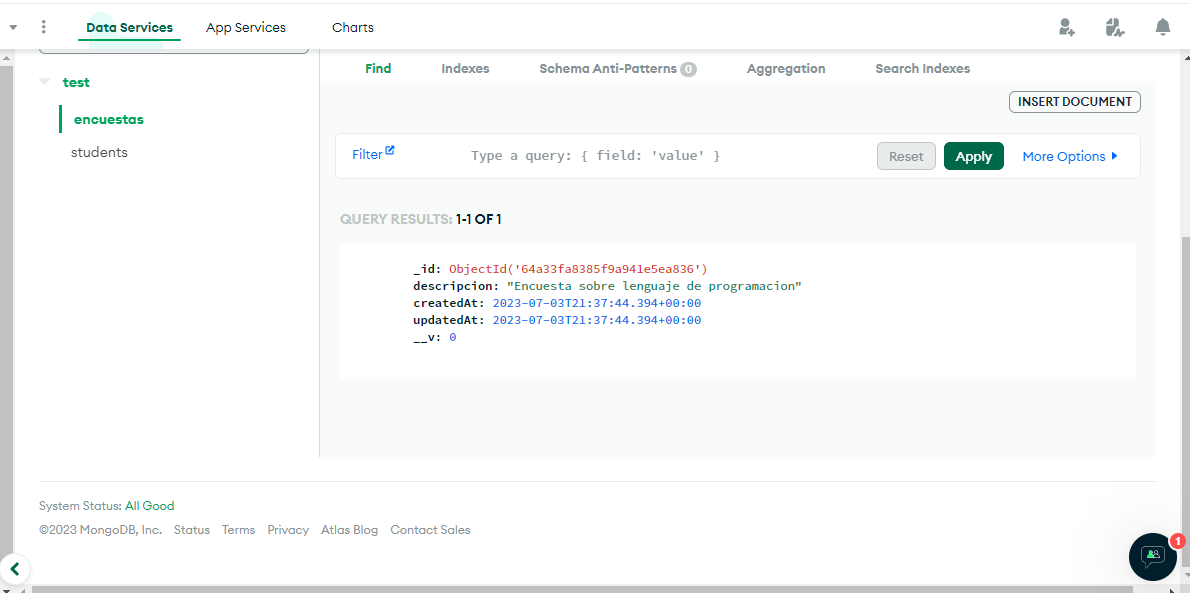 Data Services App Services Charts
test
encuestas
students
Find Indexes Schema Anti-Patterns 0 Aggregation Search Indexes
INSERT DOCUMENT
Filter Type a query: { field: 'value' } Reset Apply More Options
QUERY RESULTS: 1-1 OF 1
_id: ObjectId('64a33fa8385f9a941e5ea836')
descripcion: "Encuesta sobre lenguaje de programacion"
createdAt: 2023-07-03T21:37:44.394+00:00
updatedAt: 2023-07-03T21:37:44.394+00:00
__v: 0
System Status: All Good
©2023 MongoDB, Inc. Status Terms Privacy Atlas Blog Contact Sales
1